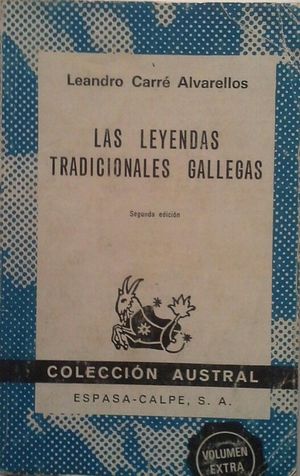 Leandro Carré Alvarellos
LAS LEYENDAS
TRADICIONALES GALLEGAS
Segunda edición
COLECCIÓN AUSTRAL
ESPASA-CALPE, S. A.
VOLUMEN
EXTRA